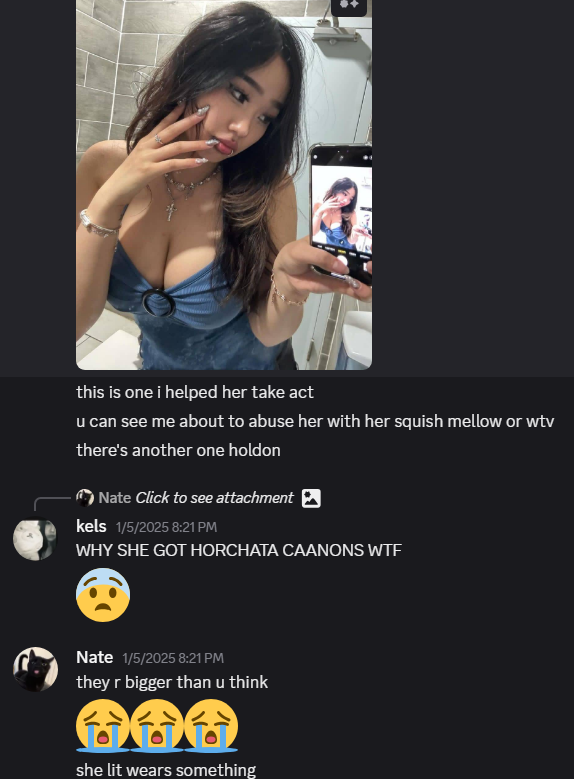 this is one i helped her take act
u can see me about to abuse her with her squish mellow or wtv
there's another one holdon
Nate Click to see attachment
kels 1/5/2025 8:21 PM
WHY SHE GOT HORCHATA CAANONS WTF
Nate 1/5/2025 8:21 PM
they r bigger than u think
she lit wears something